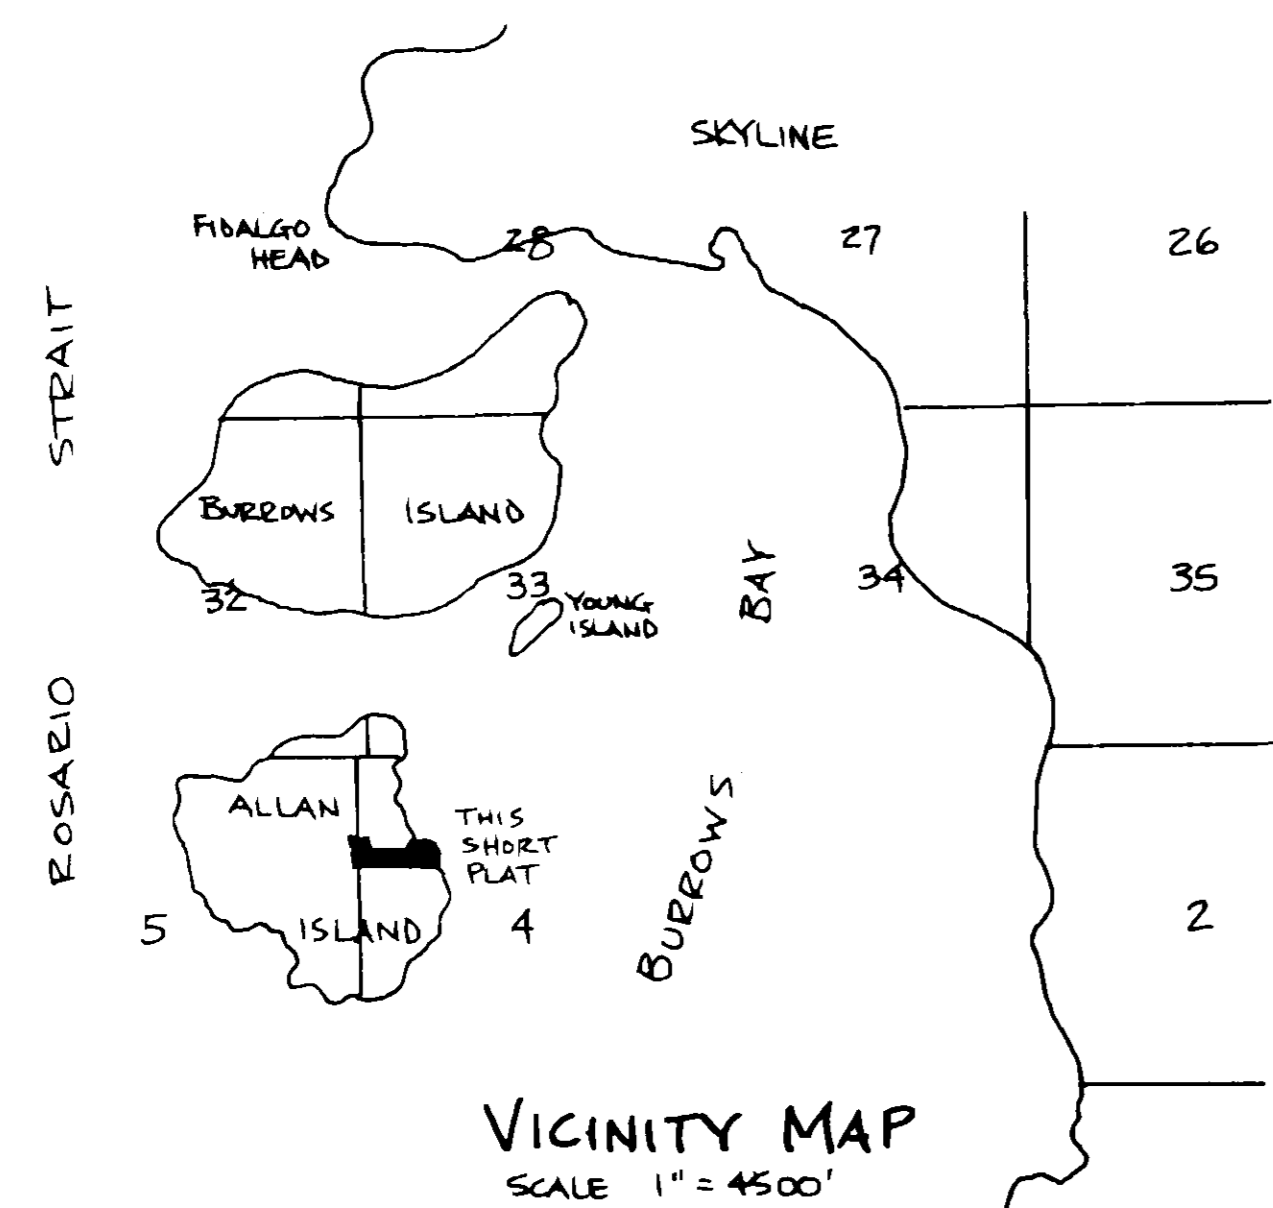 SKYLINE
FIDALGO
HEAD
28
27
26
STRAIT
BURROWS ISLAND
32
33
YOUNG
ISLAND
BAY
34
35
ROSARIO
ALLAN
THIS
SHORT
PLAT
BURROWS
5
ISLAND
4
2
VICINITY MAP
SCALE 1" = 4500'